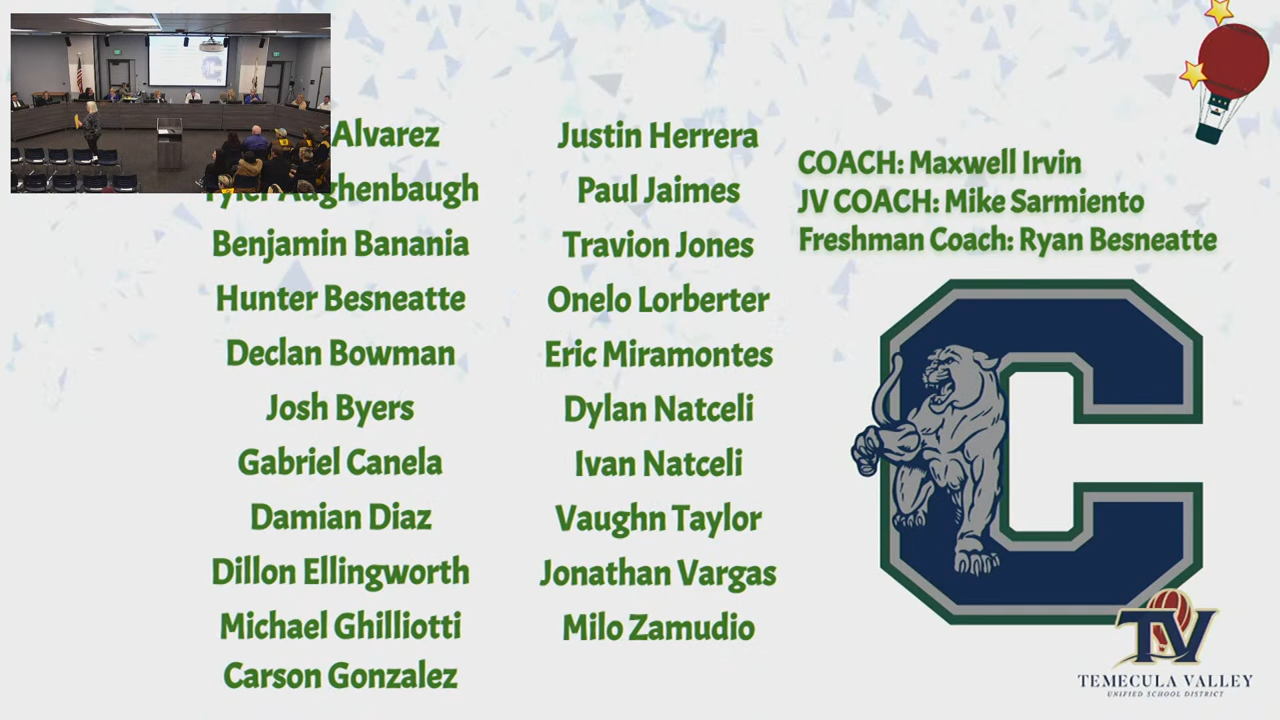 Alvarez
Tyler Aughenbaugh
Benjamin Banania
Hunter Besneatte
Declan Bowman
Josh Byers
Gabriel Canela
Damian Diaz
Dillon Ellingworth
Michael Ghilliotti
Carson Gonzalez
Justin Herrera
Paul Jaimes
Travion Jones
Onelo Lorberter
Eric Miramontes
Dylan Natceli
Ivan Natceli
Vaughn Taylor
Jonathan Vargas
Milo Zamudio
COACH: Maxwell Irvin
JV COACH: Mike Sarmiento
Freshman Coach: Ryan Besneatte
C
TV
TEMECULA VALLEY
UNIFIED SCHOOL DISTRICT